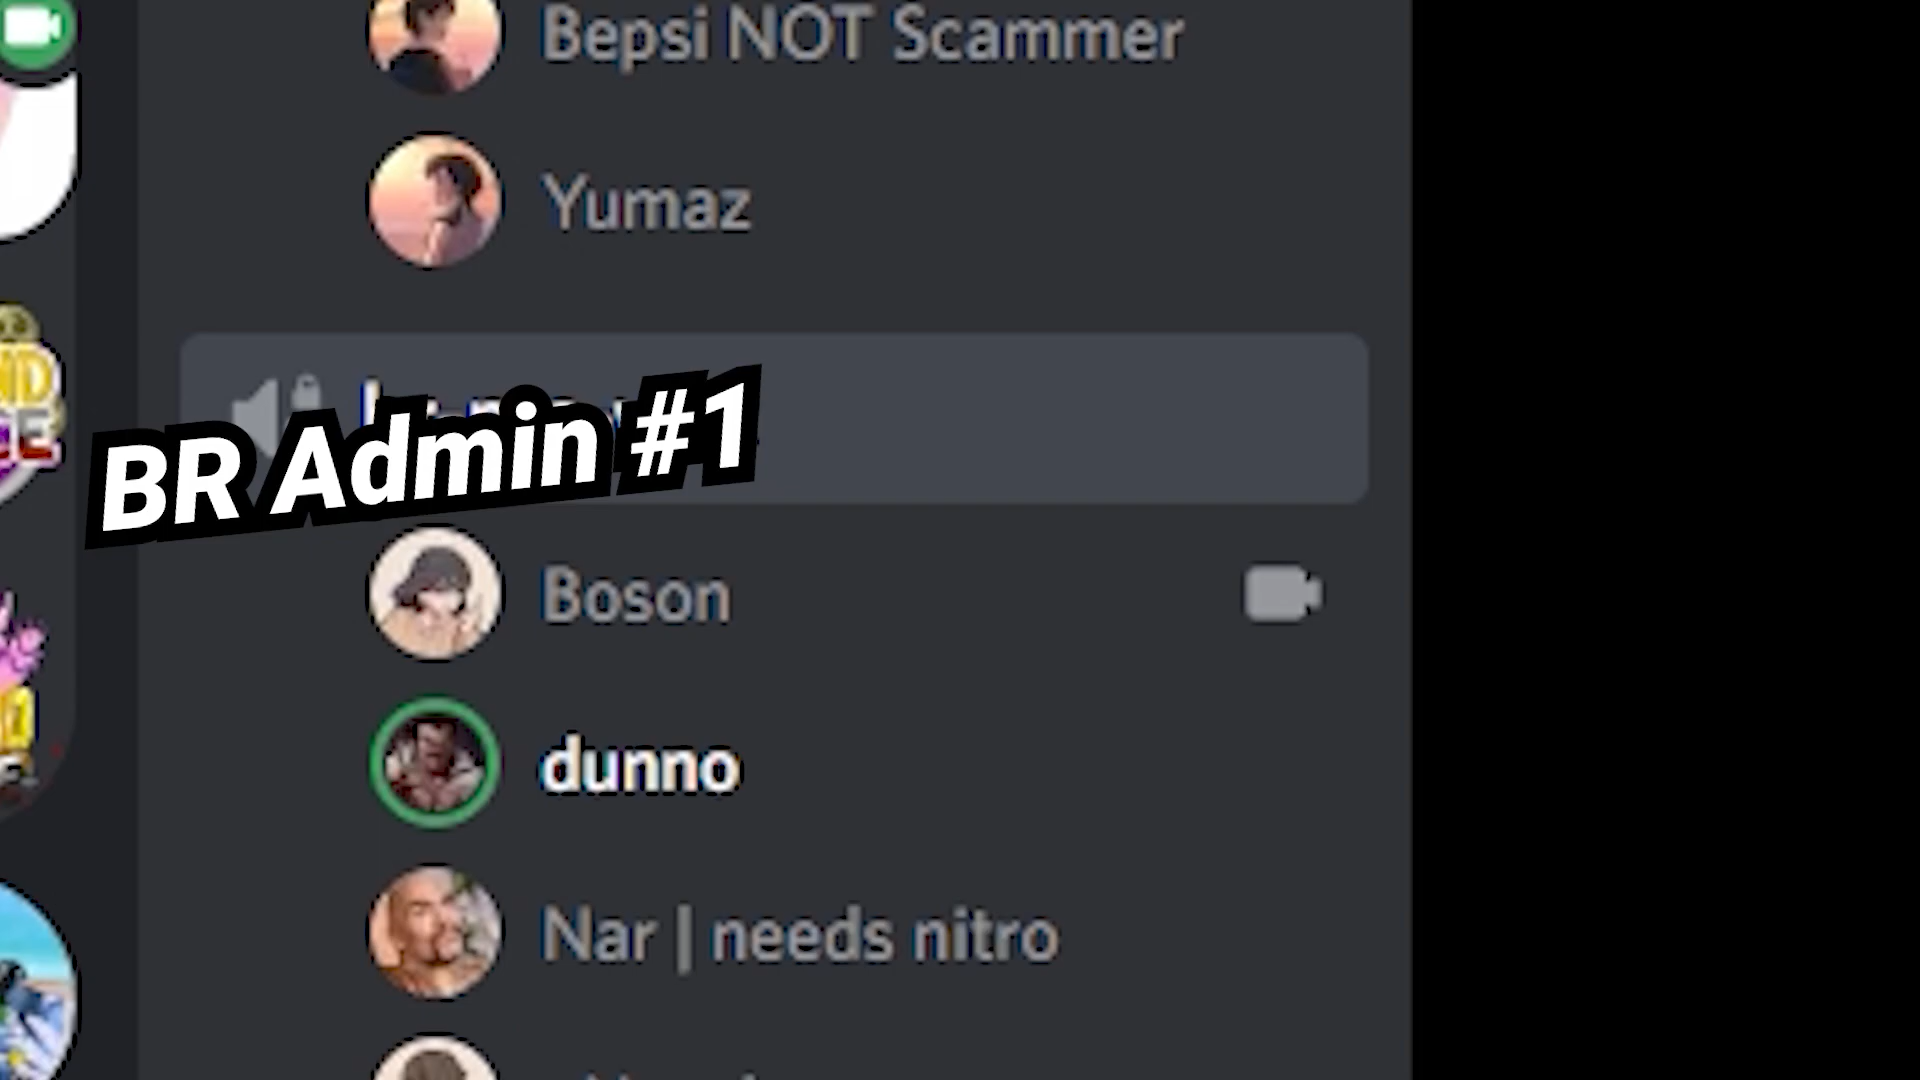 Bepsi NOT Scammer
Yumaz
BR Admin #1
Boson
dunno
Nar | needs nitro